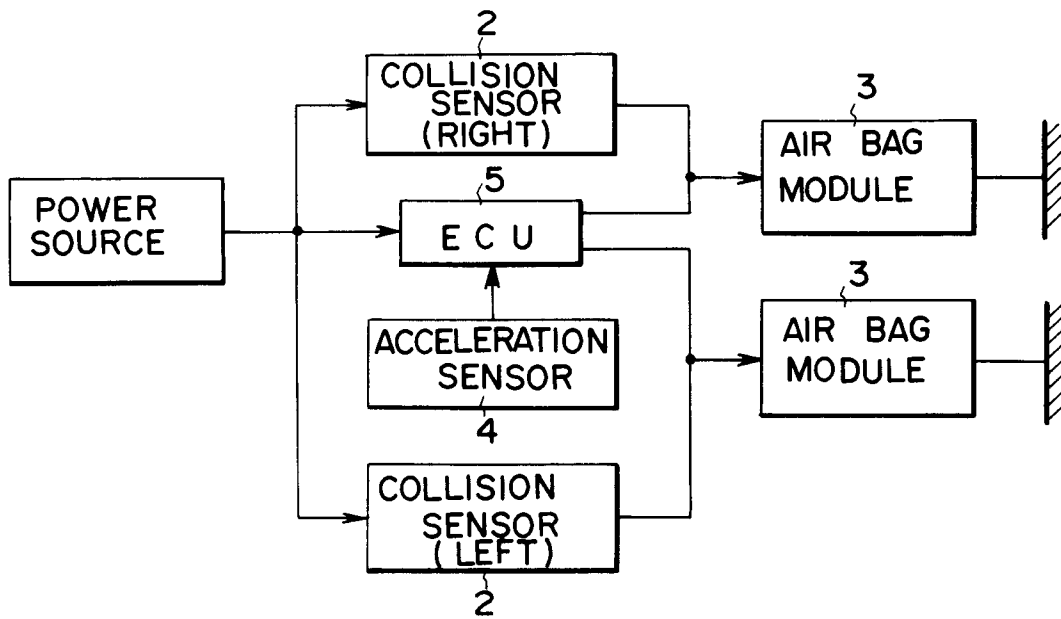 2
COLLISION
SENSOR
(RIGHT)
3
AIR BAG
MODULE
POWER
SOURCE
5
ECU
3
AIR BAG
MODULE
ACCELERATION
SENSOR
4
COLLISION
SENSOR
(LEFT)
2